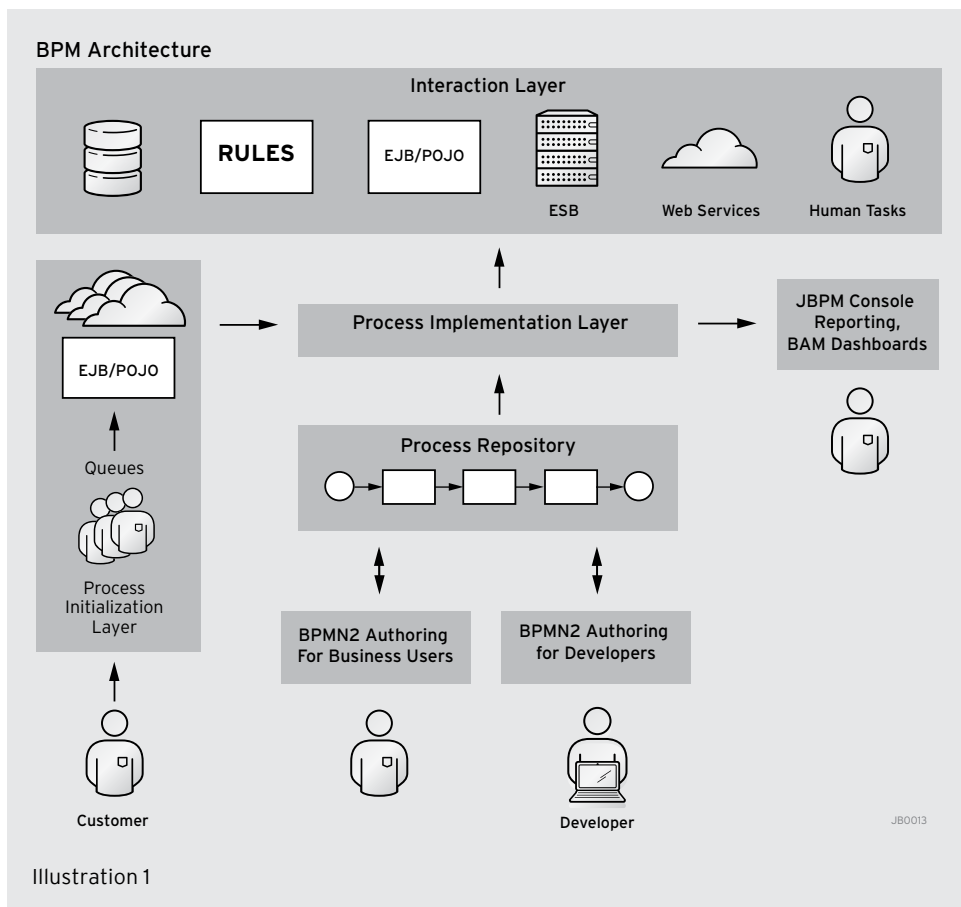 BPM Architecture
Interaction Layer
RULES
EJB/POJO
ESB
Web Services
Human Tasks
EJB/POJO
Queues
Process
Initialization
Layer
Customer
Process Implementation Layer
Process Repository
BPMN2 Authoring
For Business Users
BPMN2 Authoring
for Developers
Developer
JBPM Console
Reporting,
BAM Dashboards
JB0013
Illustration 1